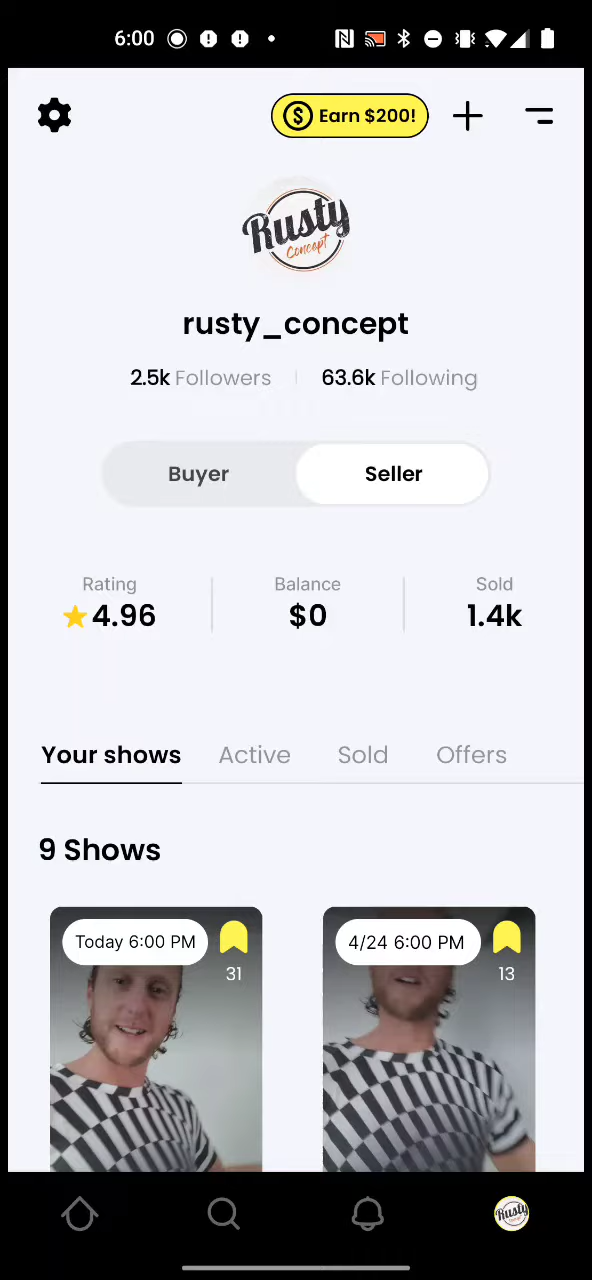 6:00
Earn $200!
Rusty
Concept
rusty_concept
2.5k Followers 63.6k Following
Buyer Seller
Rating Balance Sold
4.96 $0 1.4k
Your shows Active Sold Offers
9 Shows
Today 6:00 PM 4/24 6:00 PM
31 13
Rusty